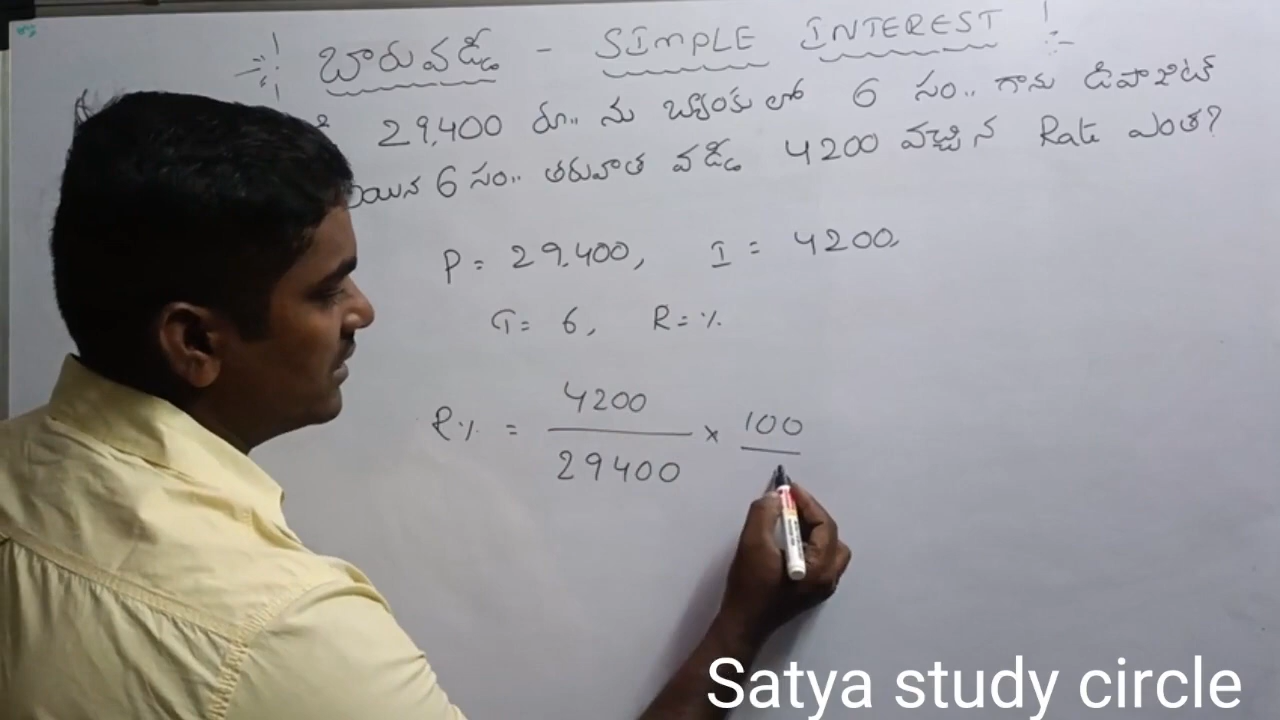 బారువడ్డీ - SIMPLE INTEREST
29,400 రూ.. ను బ్యాంకులో 6 సం.. గాను డిపాజిట్
6 సం.. తరువాత వడ్డీ 4200 వచ్చిన Rate ఎంత?
P = 29,400, I = 4200
T = 6, R = %
R% = 4200 / 29400 × 100
Satya study circle